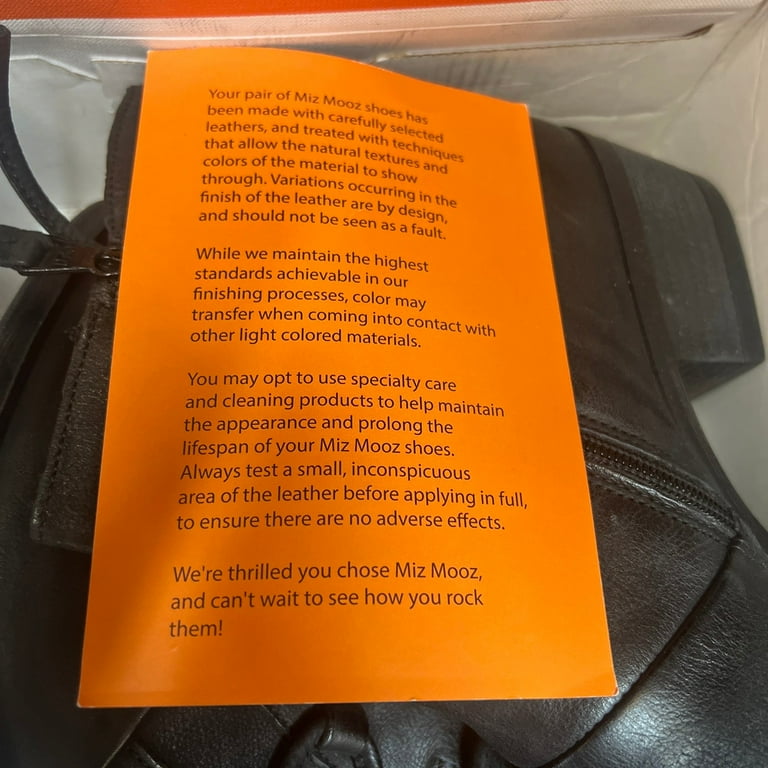 Your pair of Miz Mooz shoes has
been made with carefully selected
leathers, and treated with techniques
that allow the natural textures and
colors of the material to show
through. Variations occurring in the
finish of the leather are by design,
and should not be seen as a fault.
While we maintain the highest
standards achievable in our
finishing processes, color may
transfer when coming into contact with
other light colored materials.
You may opt to use specialty care
and cleaning products to help maintain
the appearance and prolong the
lifespan of your Miz Mooz shoes.
Always test a small, inconspicuous
area of the leather before applying in full,
to ensure there are no adverse effects.
We're thrilled you chose Miz Mooz,
and can't wait to see how you rock
them!